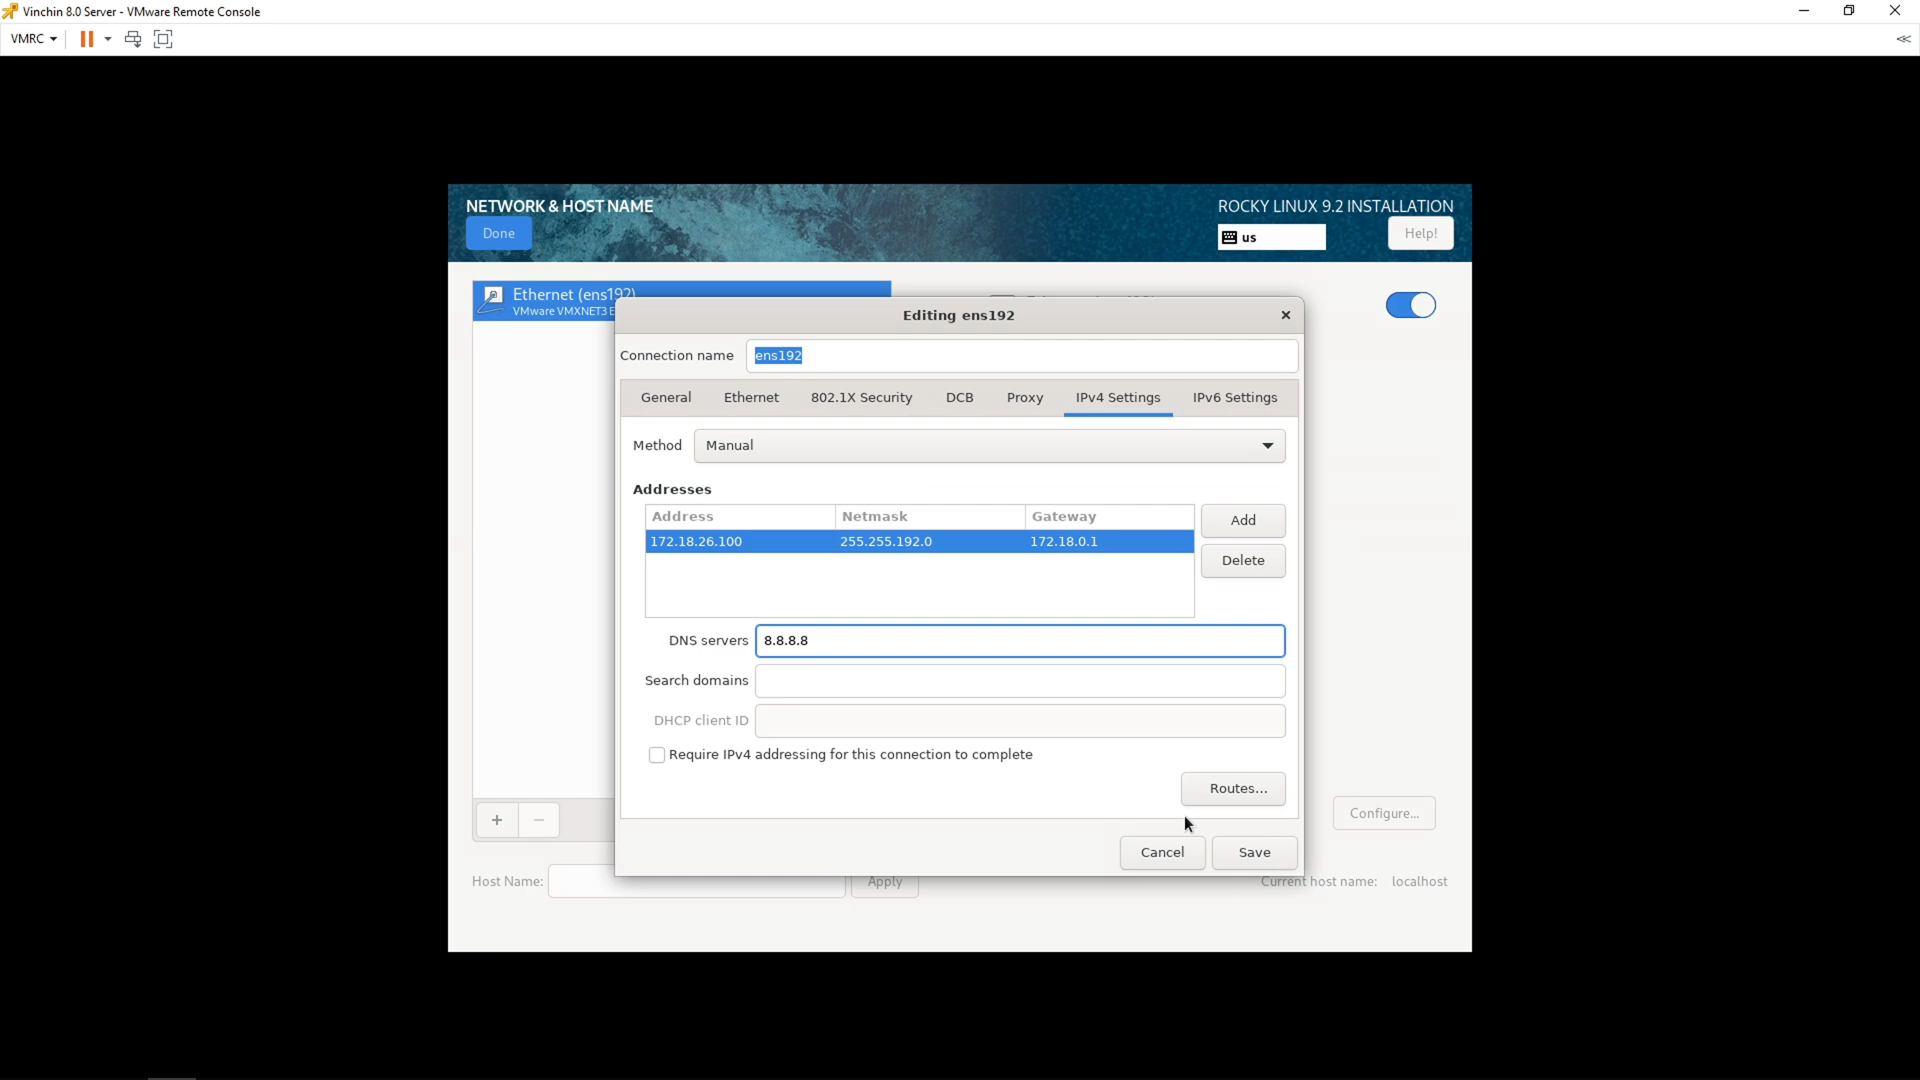 Vinchin 8.0 Server - VMware Remote Console
VMRC
NETWORK & HOST NAME
ROCKY LINUX 9.2 INSTALLATION
Done
us
Help!
Ethernet (ens192)
VMware VMXNET3 E
Editing ens192
Connection name
ens192
General
Ethernet
802.1X Security
DCB
Proxy
IPv4 Settings
IPv6 Settings
Method
Manual
Addresses
Address
Netmask
Gateway
Add
172.18.26.100
255.255.192.0
172.18.0.1
Delete
DNS servers
8.8.8.8
Search domains
DHCP client ID
Require IPv4 addressing for this connection to complete
Routes...
Configure...
Cancel
Save
Host Name:
Apply
Current host name:
localhost